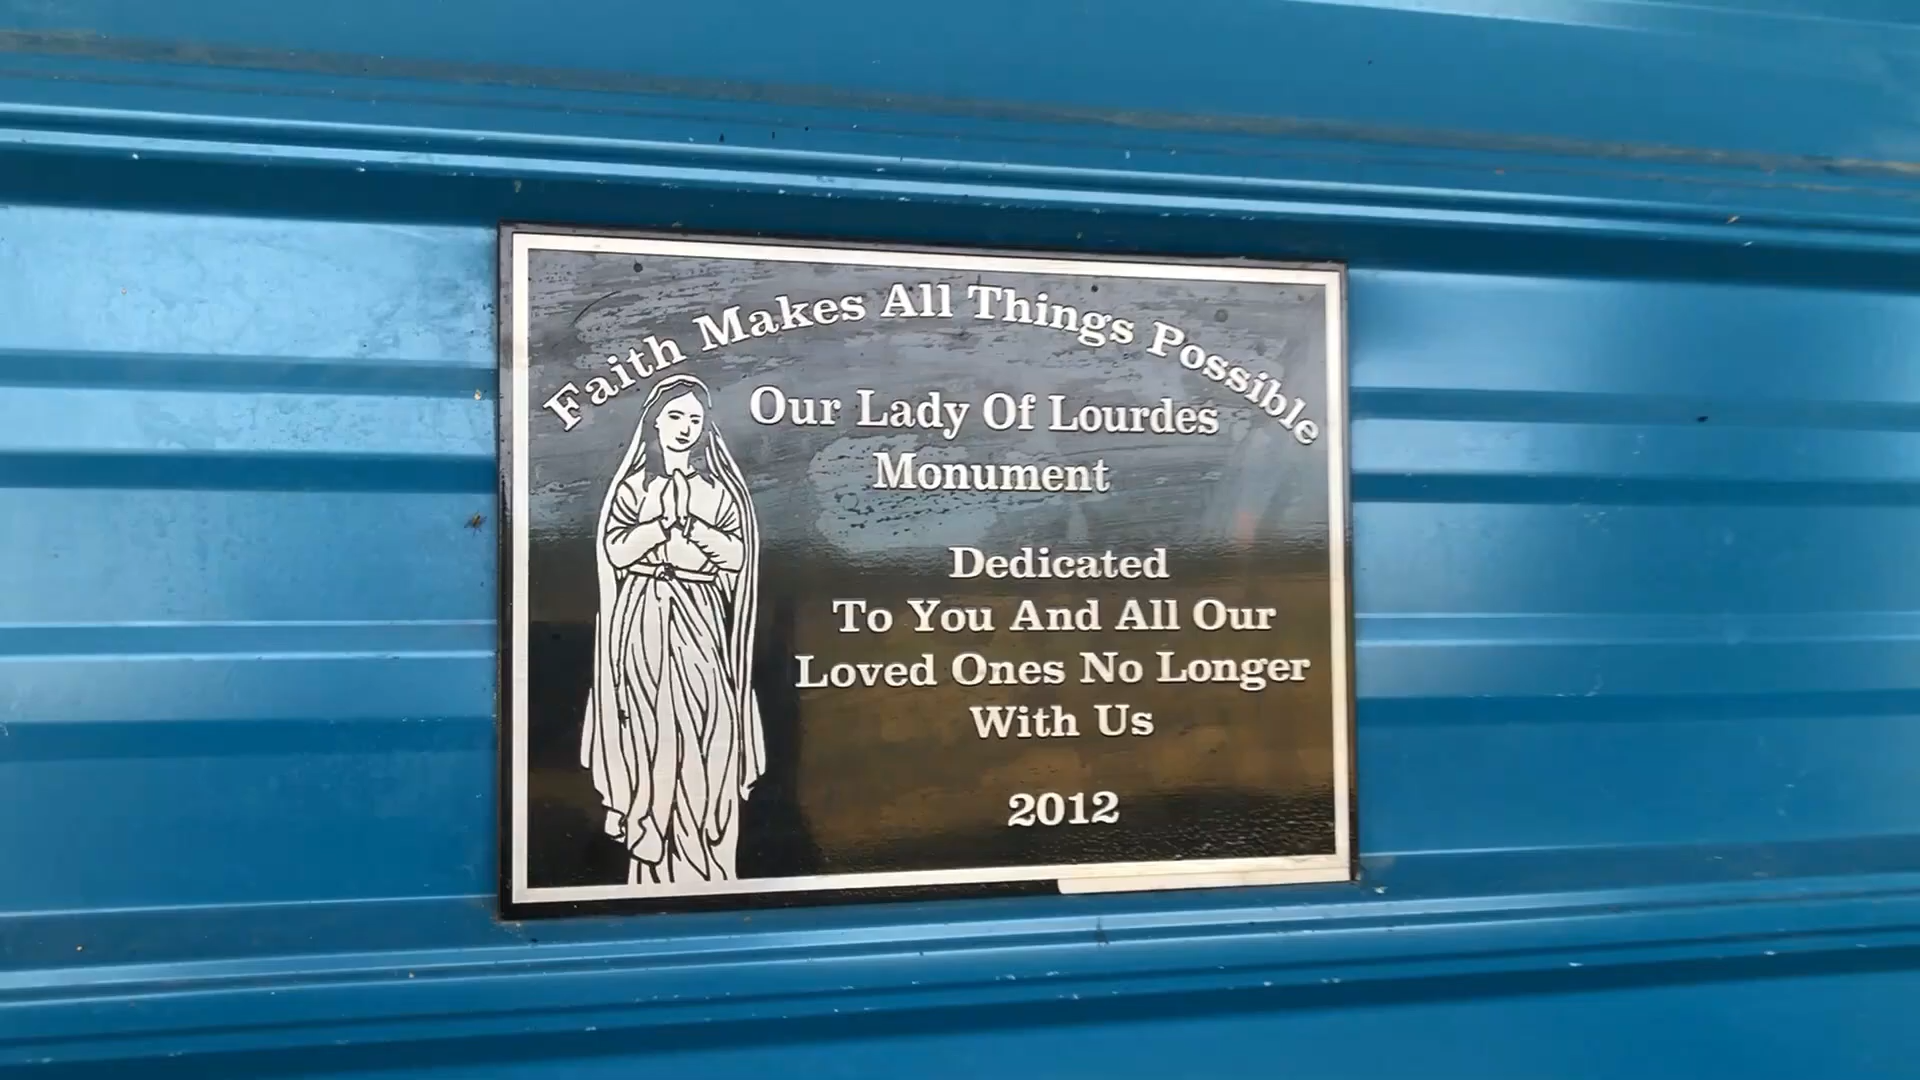 Faith Makes All Things Possible
Our Lady Of Lourdes
Monument
Dedicated
To You And All Our
Loved Ones No Longer
With Us
2012